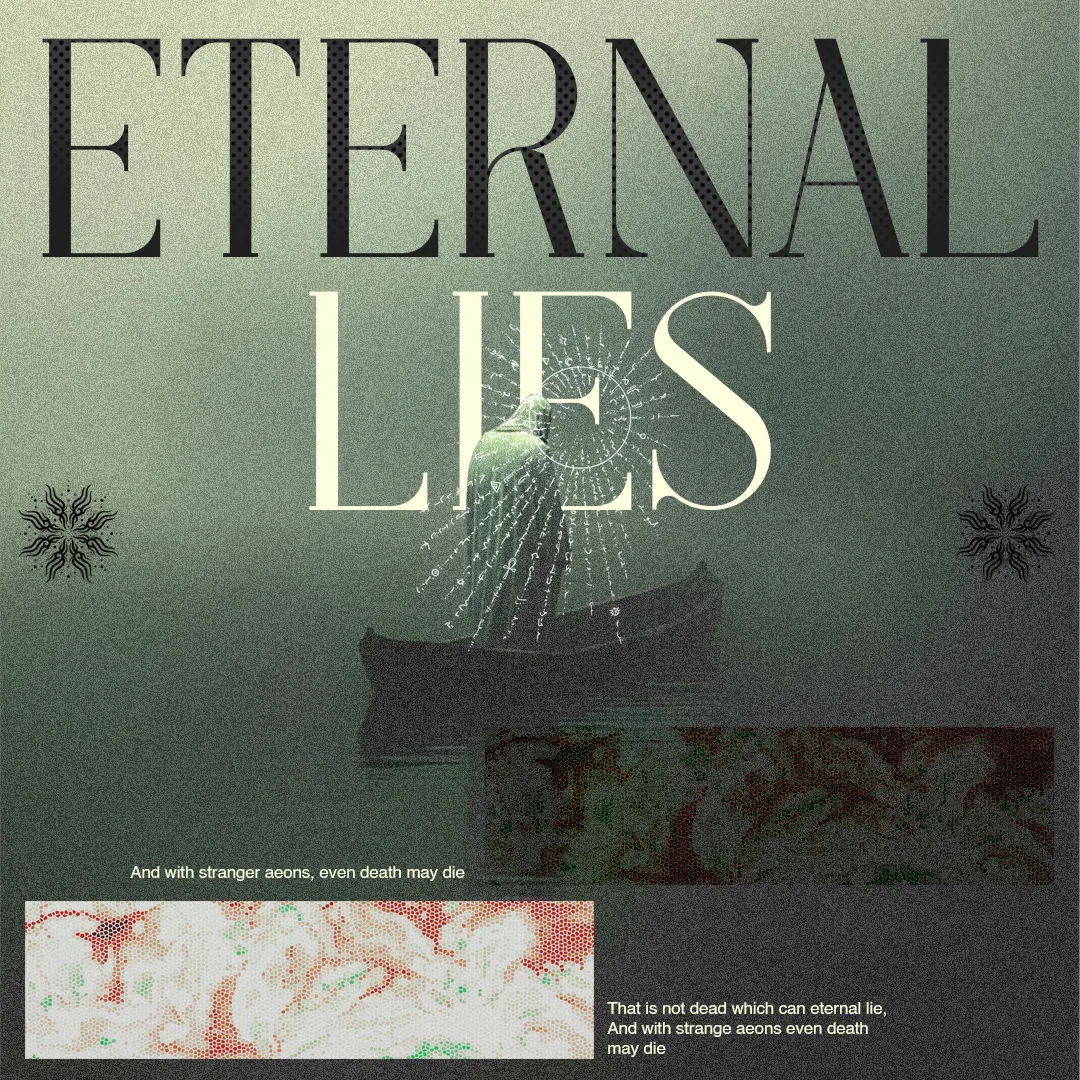 ETERNAL
LIES
And with stranger aeons, even death may die
That is not dead which can eternal lie,
And with strange aeons even death
may die